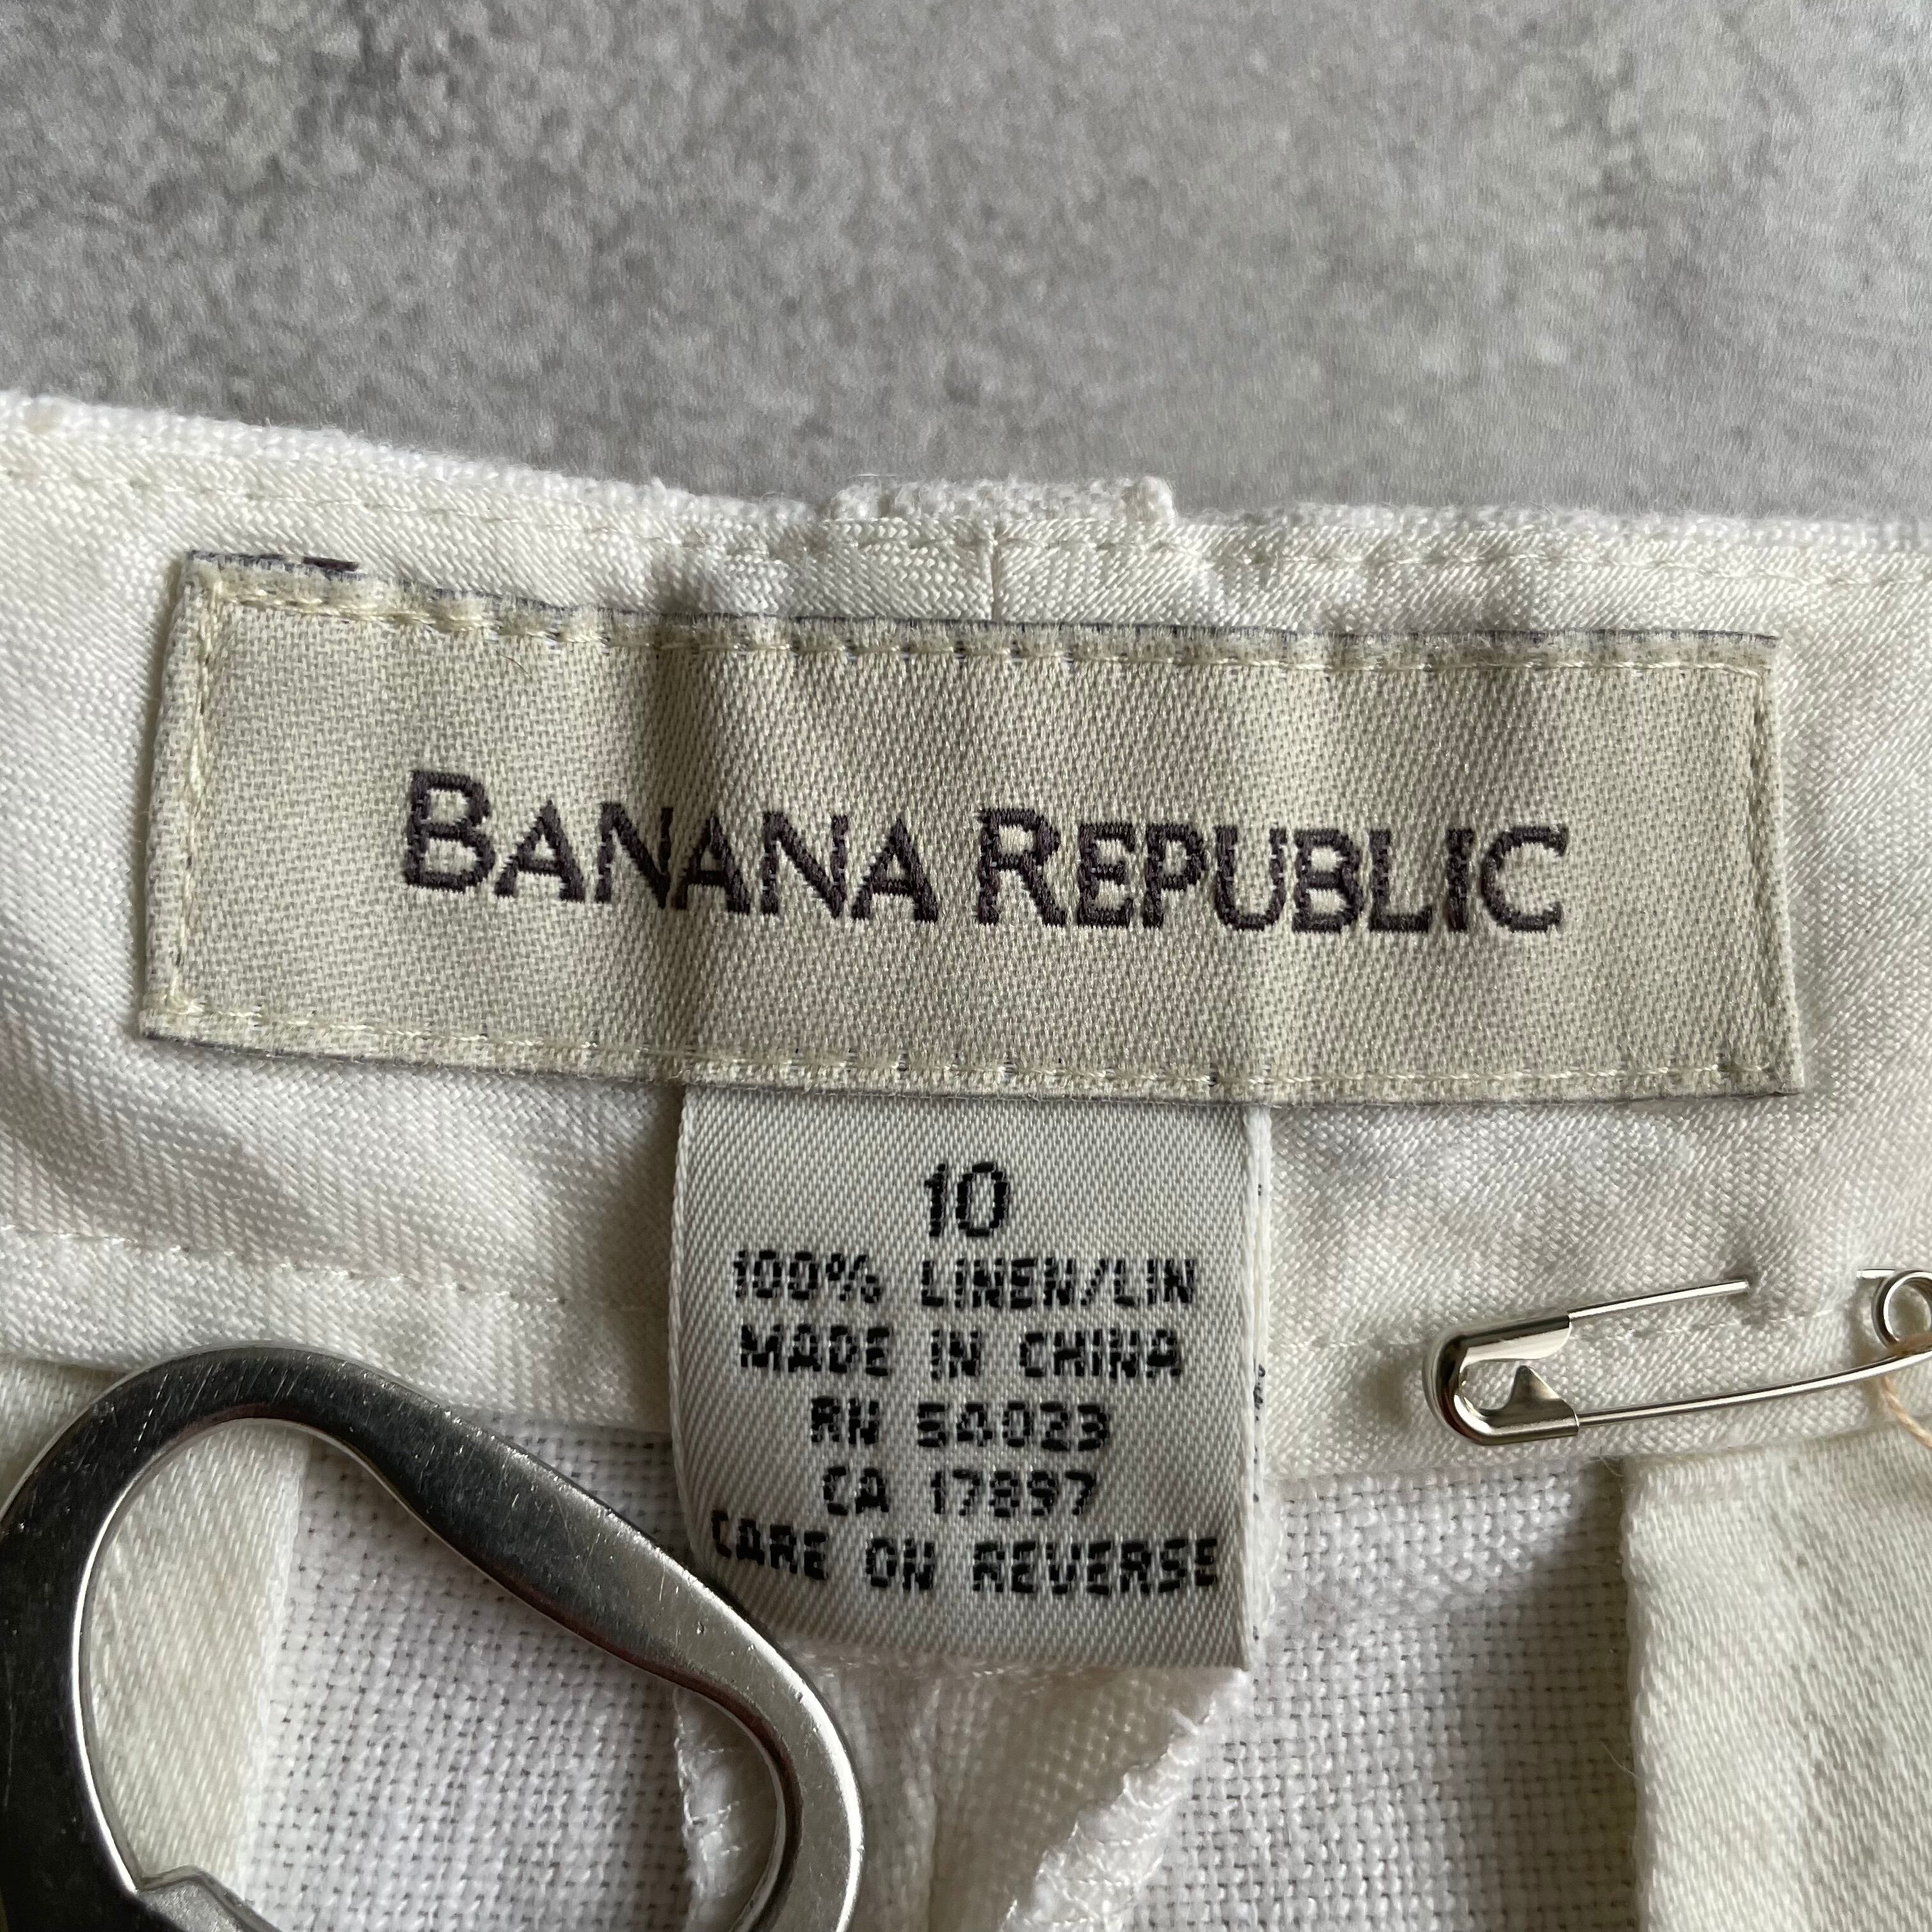 BANANA REPUBLIC
10
100% LINEN/LIN
MADE IN CHINA
RN 54023
CA 17897
CARE ON REVERSE